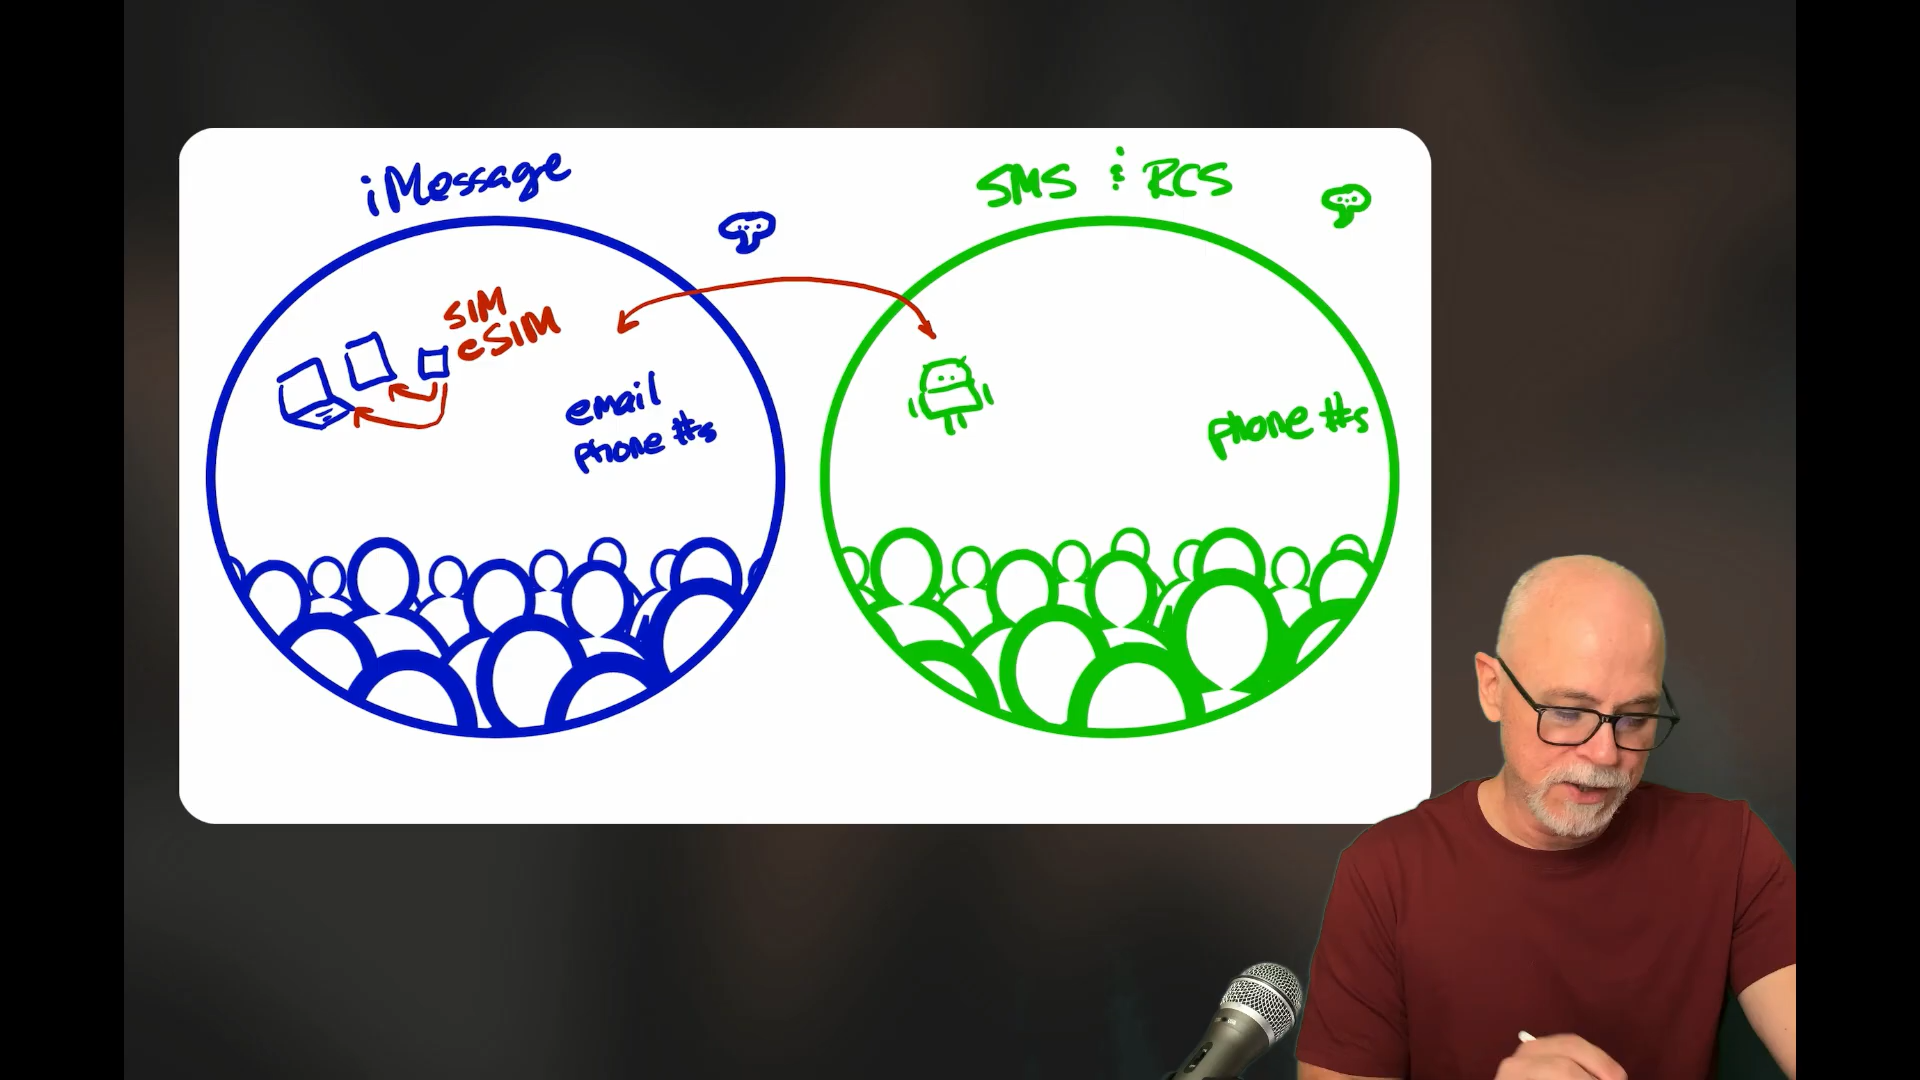 iMessage
SMS & RCS
SIM
eSIM
email
phone #s
phone #s